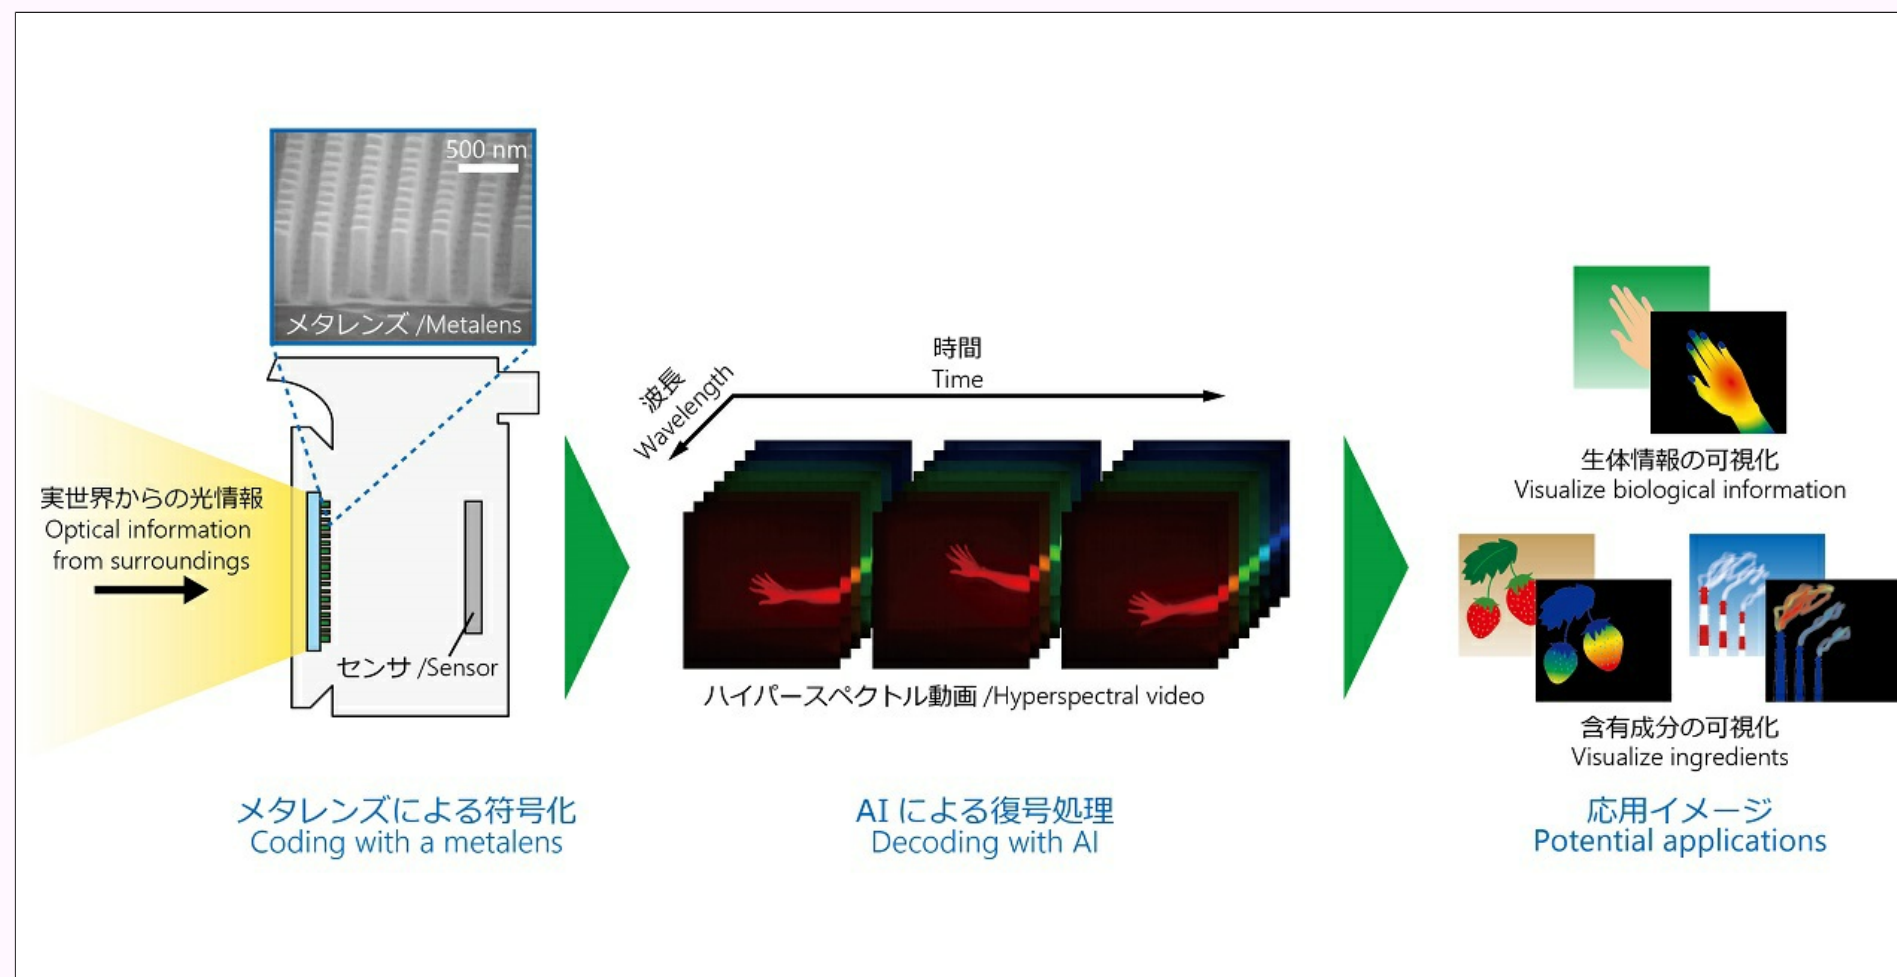 500 nm
メタレンズ /Metalens
実世界からの光情報
Optical information
from surroundings
センサ /Sensor
メタレンズによる符号化
Coding with a metalens
時間
Time
波長
Wavelength
ハイパースペクトル動画 /Hyperspectral video
AI による復号処理
Decoding with AI
生体情報の可視化
Visualize biological information
含有成分の可視化
Visualize ingredients
応用イメージ
Potential applications